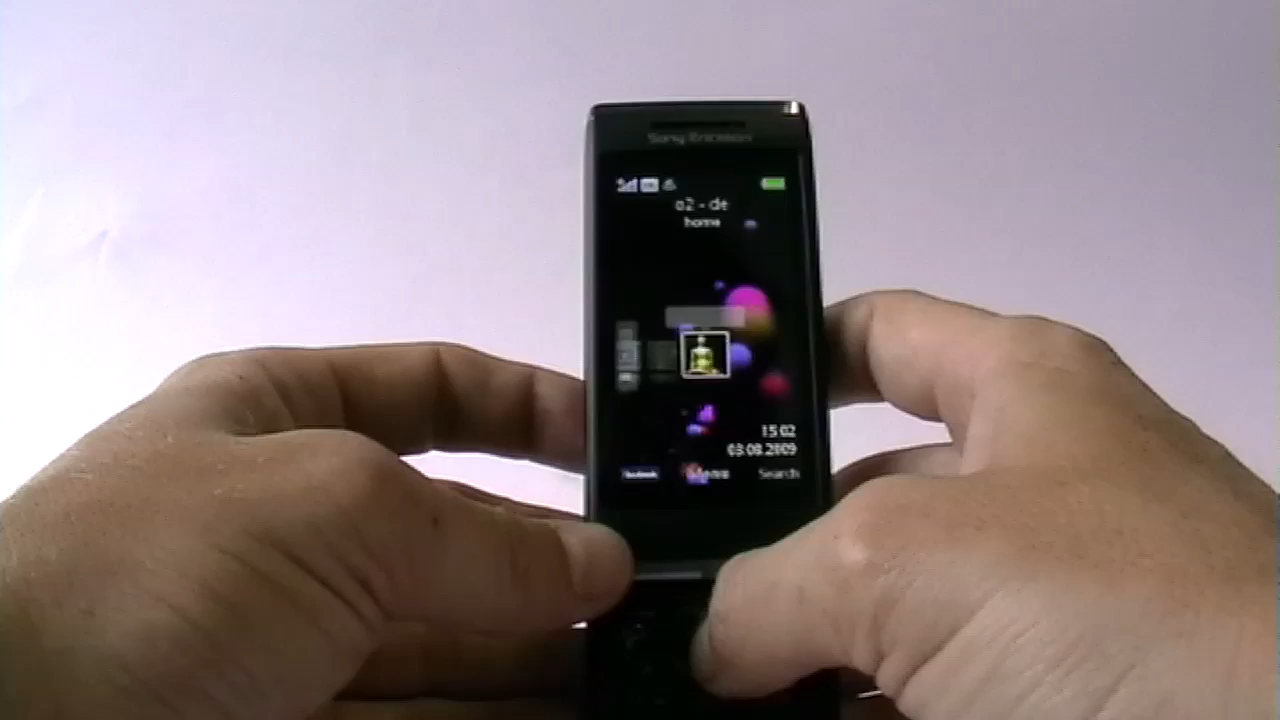 Sony Ericsson
o2 - de
home
15:02
03.08.2009
facebook Menu Search